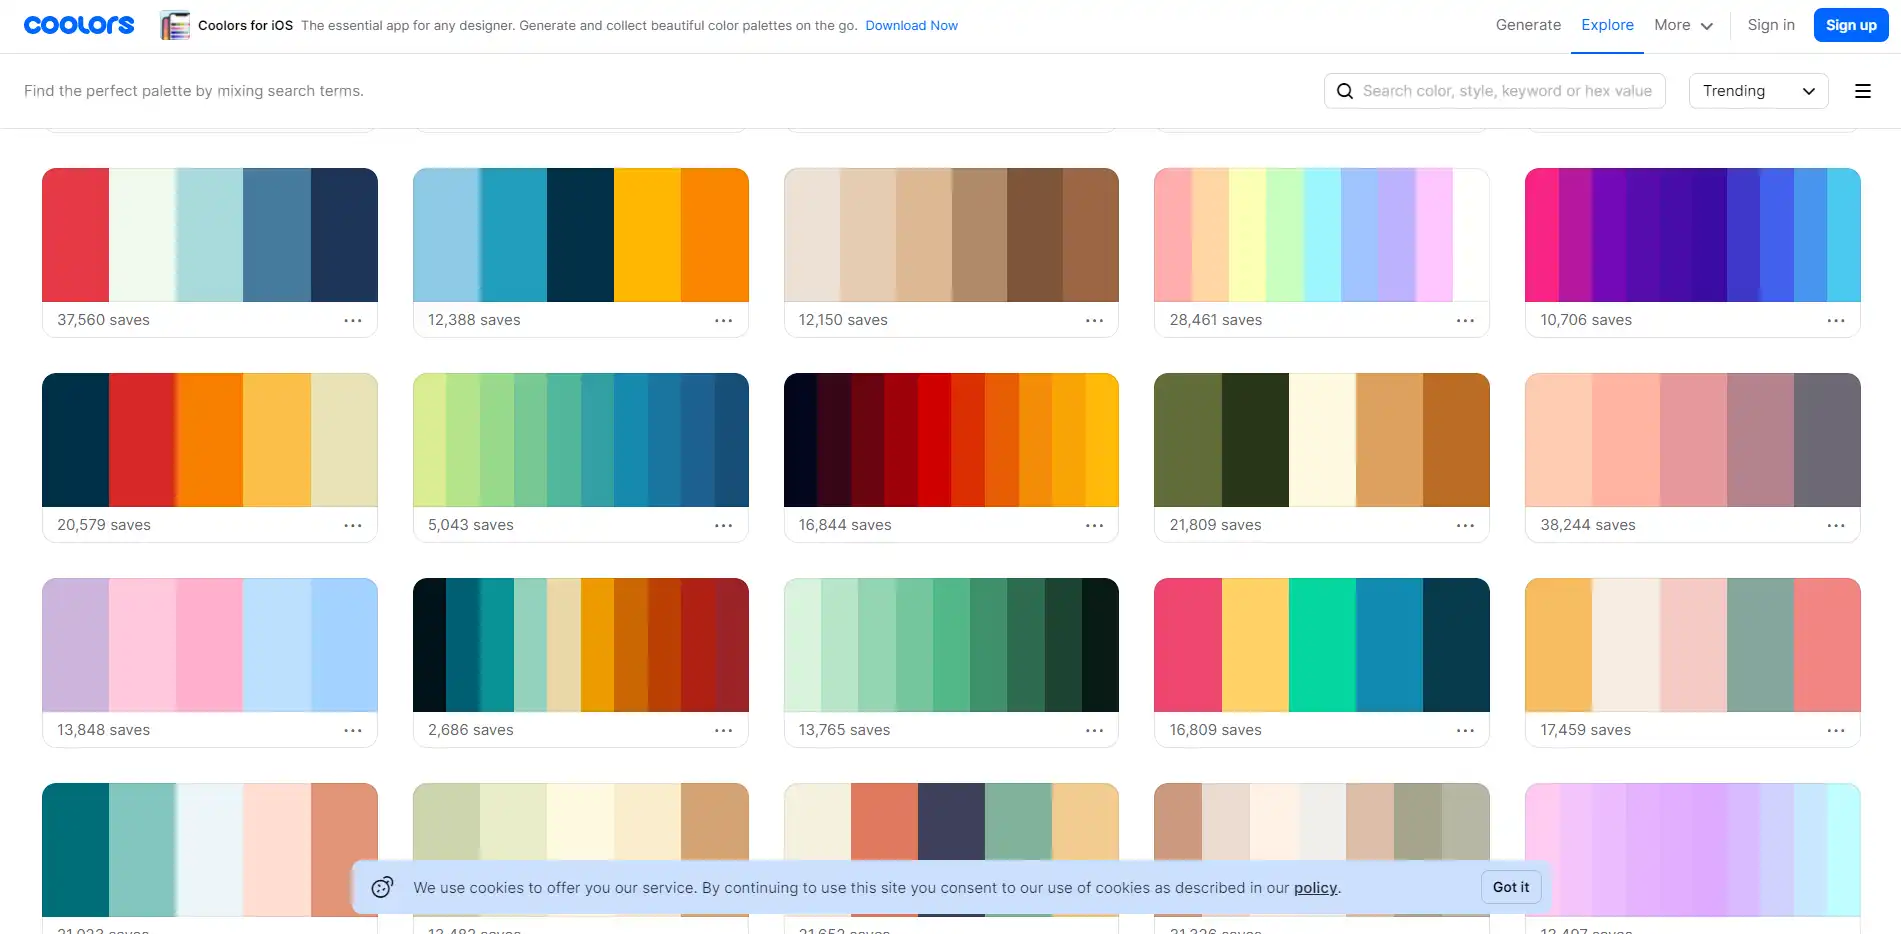 coolors Coolors for iOS The essential app for any designer. Generate and collect beautiful color palettes on the go. Download Now Generate Explore More Sign in Sign up
Find the perfect palette by mixing search terms. Search color, style, keyword or hex value Trending
37,560 saves 12,388 saves 12,150 saves 28,461 saves 10,706 saves
20,579 saves 5,043 saves 16,844 saves 21,809 saves 38,244 saves
13,848 saves 2,686 saves 13,765 saves 16,809 saves 17,459 saves
We use cookies to offer you our service. By continuing to use this site you consent to our use of cookies as described in our policy. Got it
saves saves saves saves saves